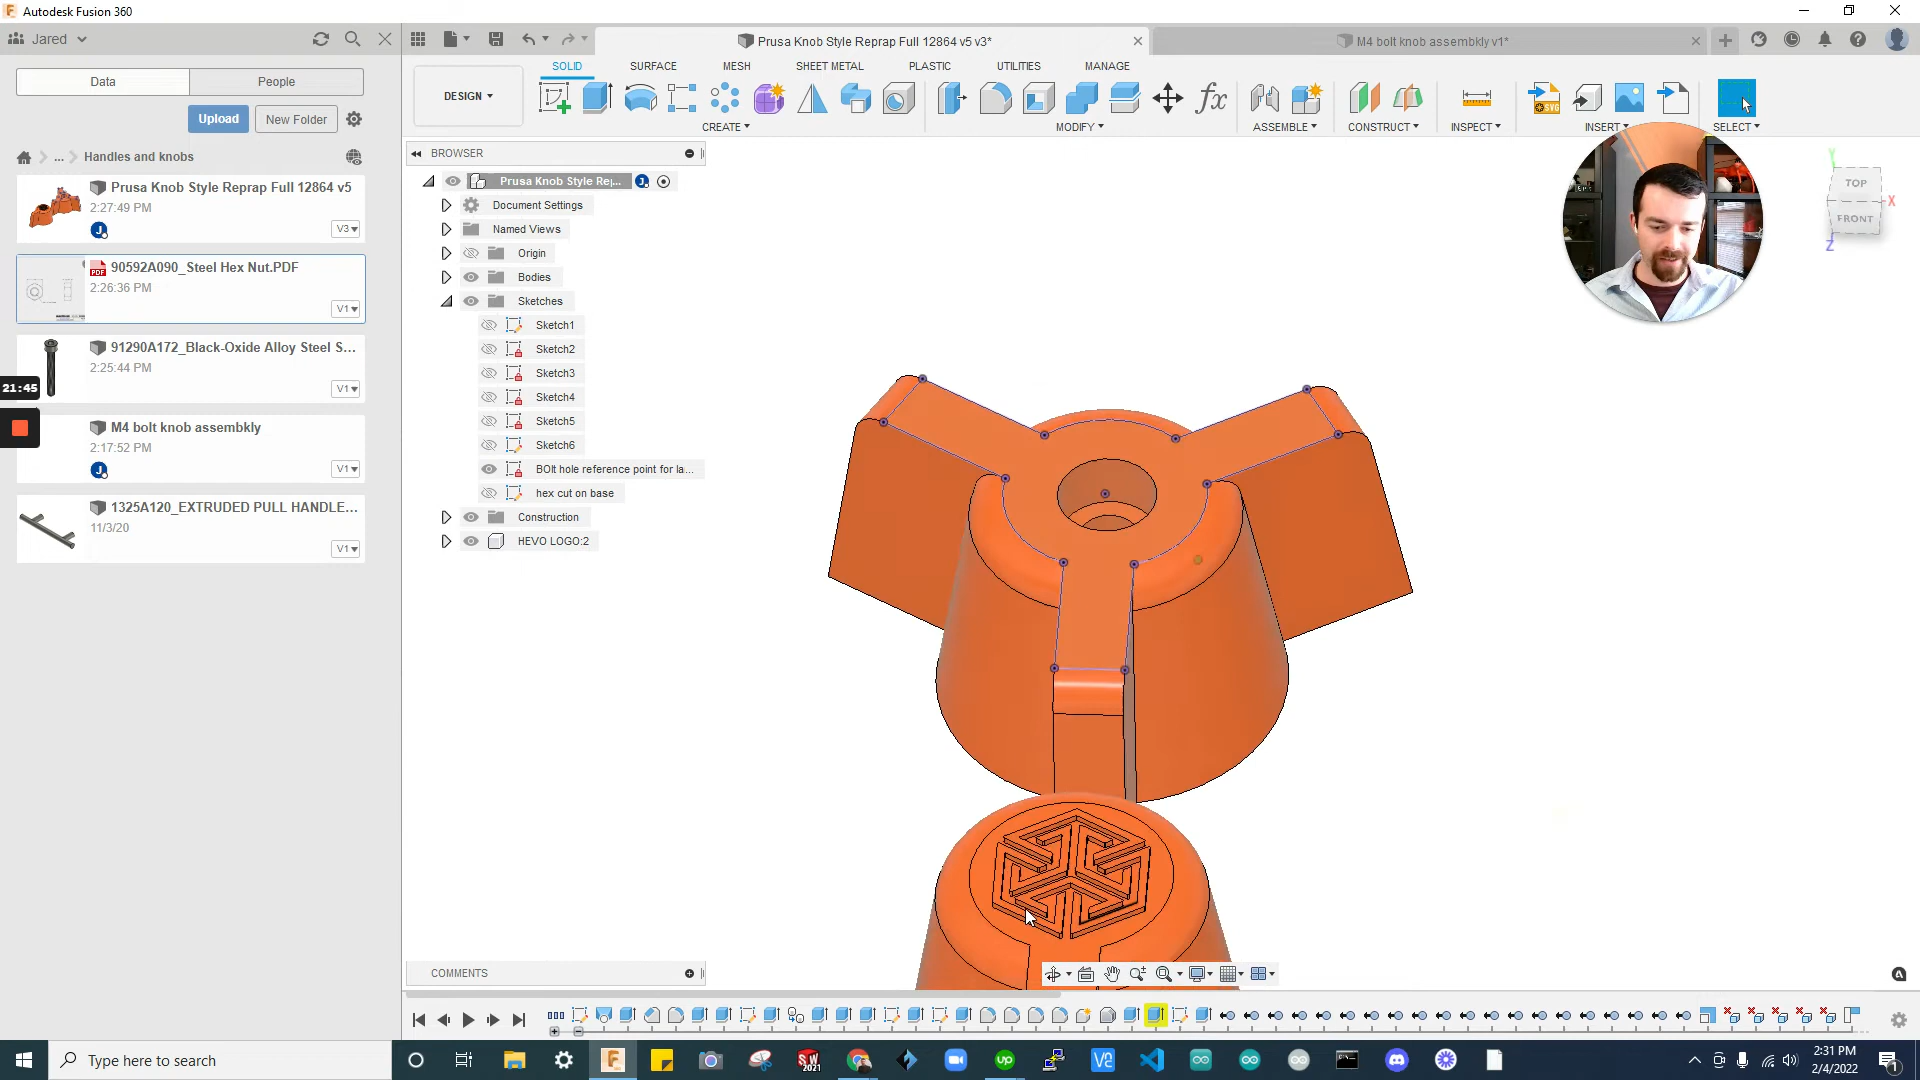 Autodesk Fusion 360
Jared
Prusa Knob Style Reprap Full 12864 v5 v3*
M4 bolt knob assembkly v1*
Data
People
SOLID
SURFACE
MESH
SHEET METAL
PLASTIC
UTILITIES
MANAGE
DESIGN
Upload
New Folder
CREATE
MODIFY
ASSEMBLE
CONSTRUCT
INSPECT
INSERT
SELECT
... Handles and knobs
Prusa Knob Style Reprap Full 12864 v5
2:27:49 PM
V3
90592A090_Steel Hex Nut.PDF
PDF
2:26:36 PM
V1
91290A172_Black-Oxide Alloy Steel S...
2:25:44 PM
V1
21:45
M4 bolt knob assembkly
2:17:52 PM
V1
1325A120_EXTRUDED PULL HANDLE...
11/3/20
V1
BROWSER
Prusa Knob Style Rep...
Document Settings
Named Views
Origin
Bodies
Sketches
Sketch1
Sketch2
Sketch3
Sketch4
Sketch5
Sketch6
BOlt hole reference point for la...
hex cut on base
Construction
HEVO LOGO:2
Y
TOP
X
FRONT
Z
COMMENTS
Type here to search
SW
2021
up
V2
2:31 PM
2/4/2022
1